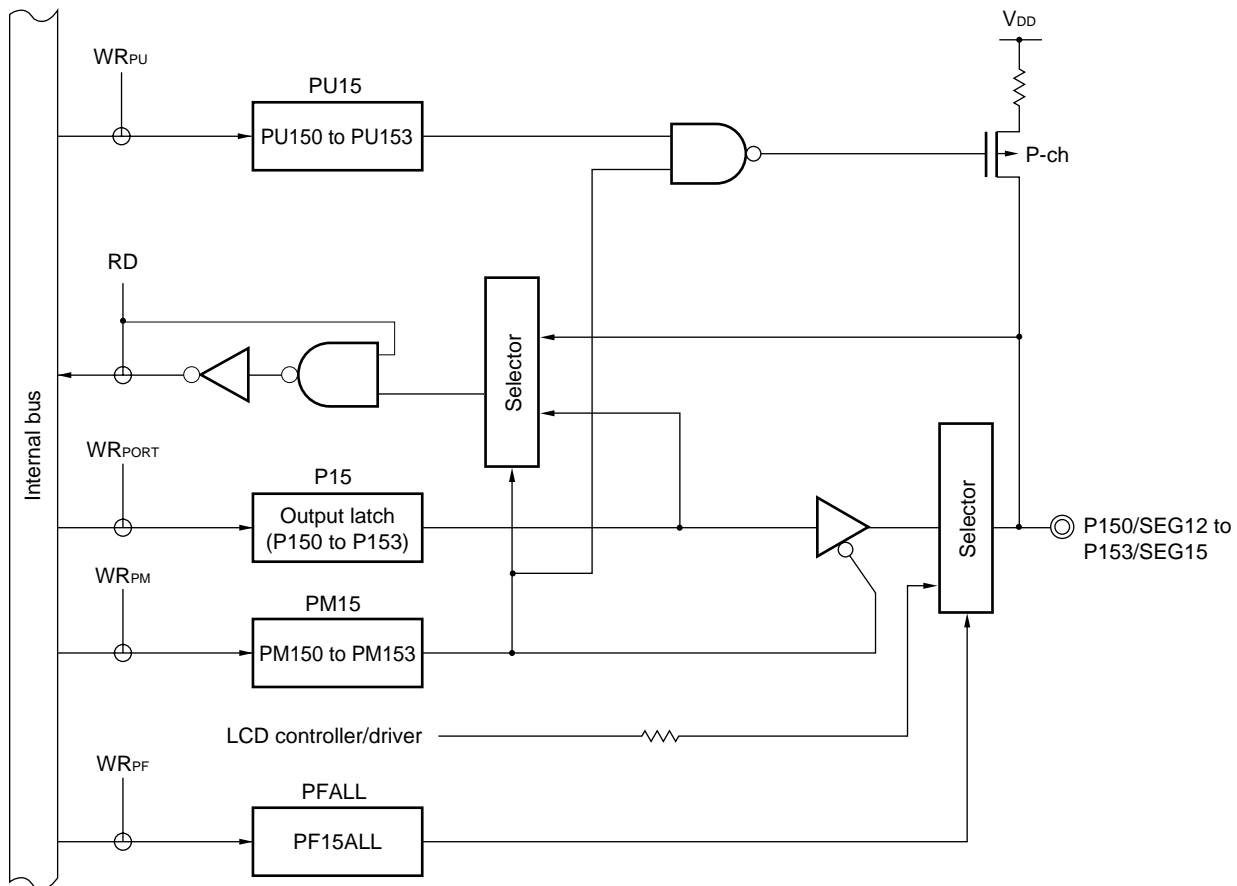 VDD
WRPU
PU15
PU150 to PU153
P-ch
RD
Selector
Internal bus
WRPORT
P15
Output latch
(P150 to P153)
Selector
P150/SEG12 to
P153/SEG15
WRPM
PM15
PM150 to PM153
LCD controller/driver
WRPF
PFALL
PF15ALL